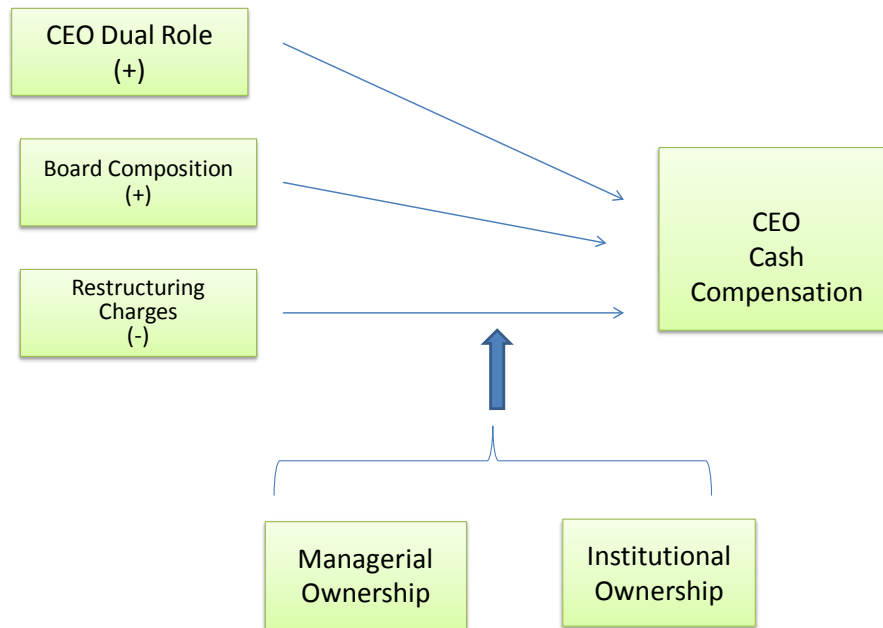 CEO Dual Role
(+)
Board Composition
(+)
Restructuring
Charges
(-)
CEO
Cash
Compensation
Managerial
Ownership
Institutional
Ownership